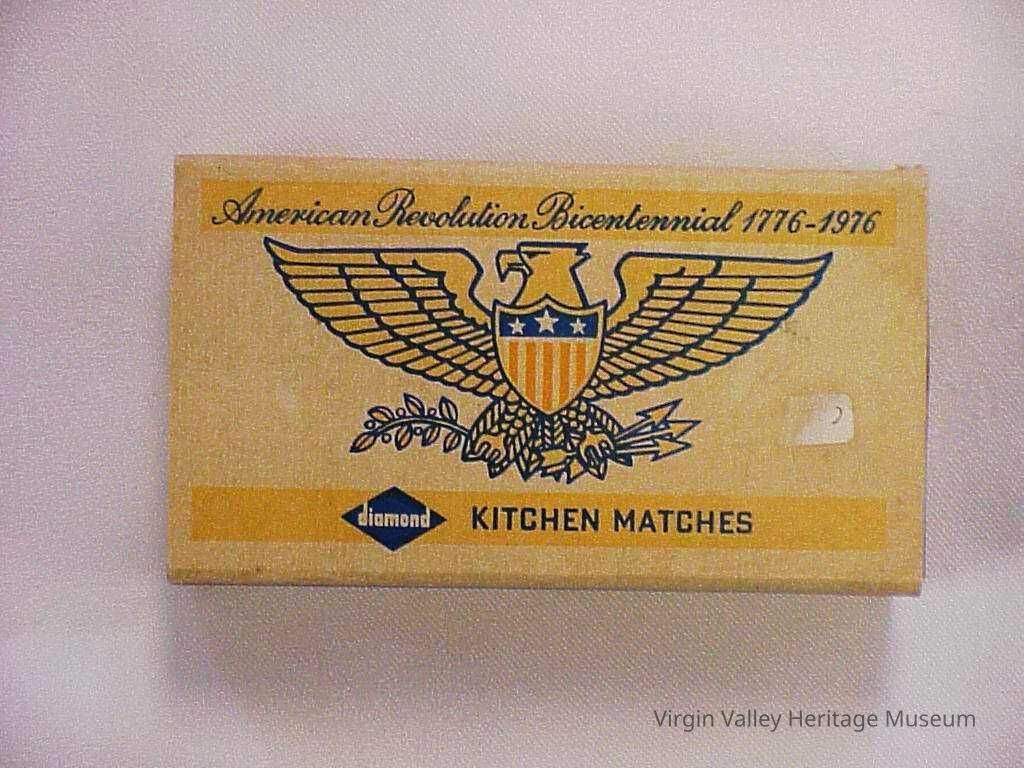 American Revolution Bicentennial 1776-1976
diamond KITCHEN MATCHES
Virgin Valley Heritage Museum